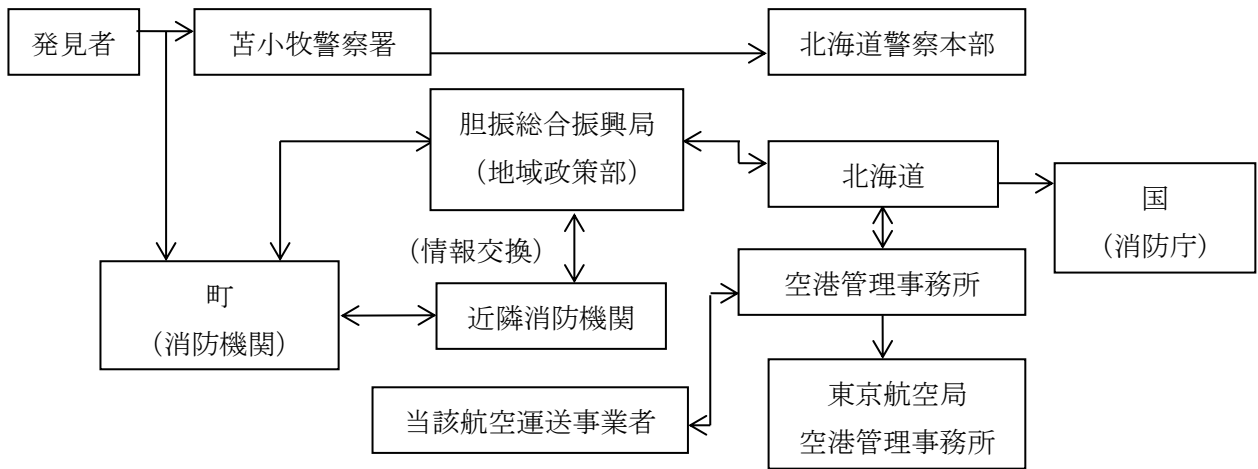 発見者
苫小牧警察署
北海道警察本部
胆振総合振興局
（地域政策部）
北海道
国
（消防庁）
（情報交換）
町
（消防機関）
近隣消防機関
空港管理事務所
当該航空運送事業者
東京航空局
空港管理事務所